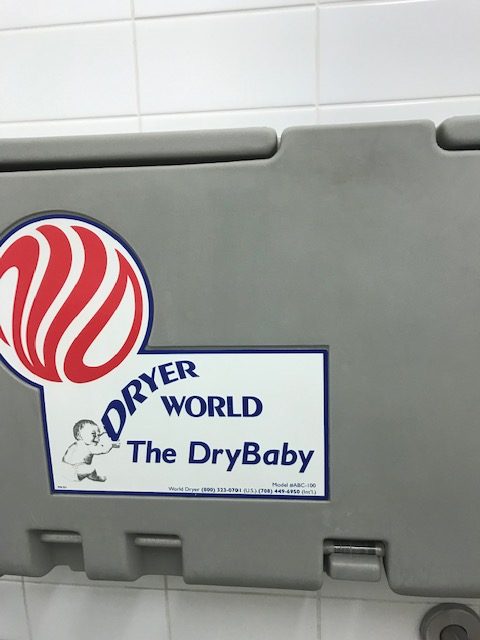 DRYER
WORLD
The DryBaby
Model #ABC-100
World Dryer (800) 323-0701 (U.S.) (708) 449-6950 (Int'l.)